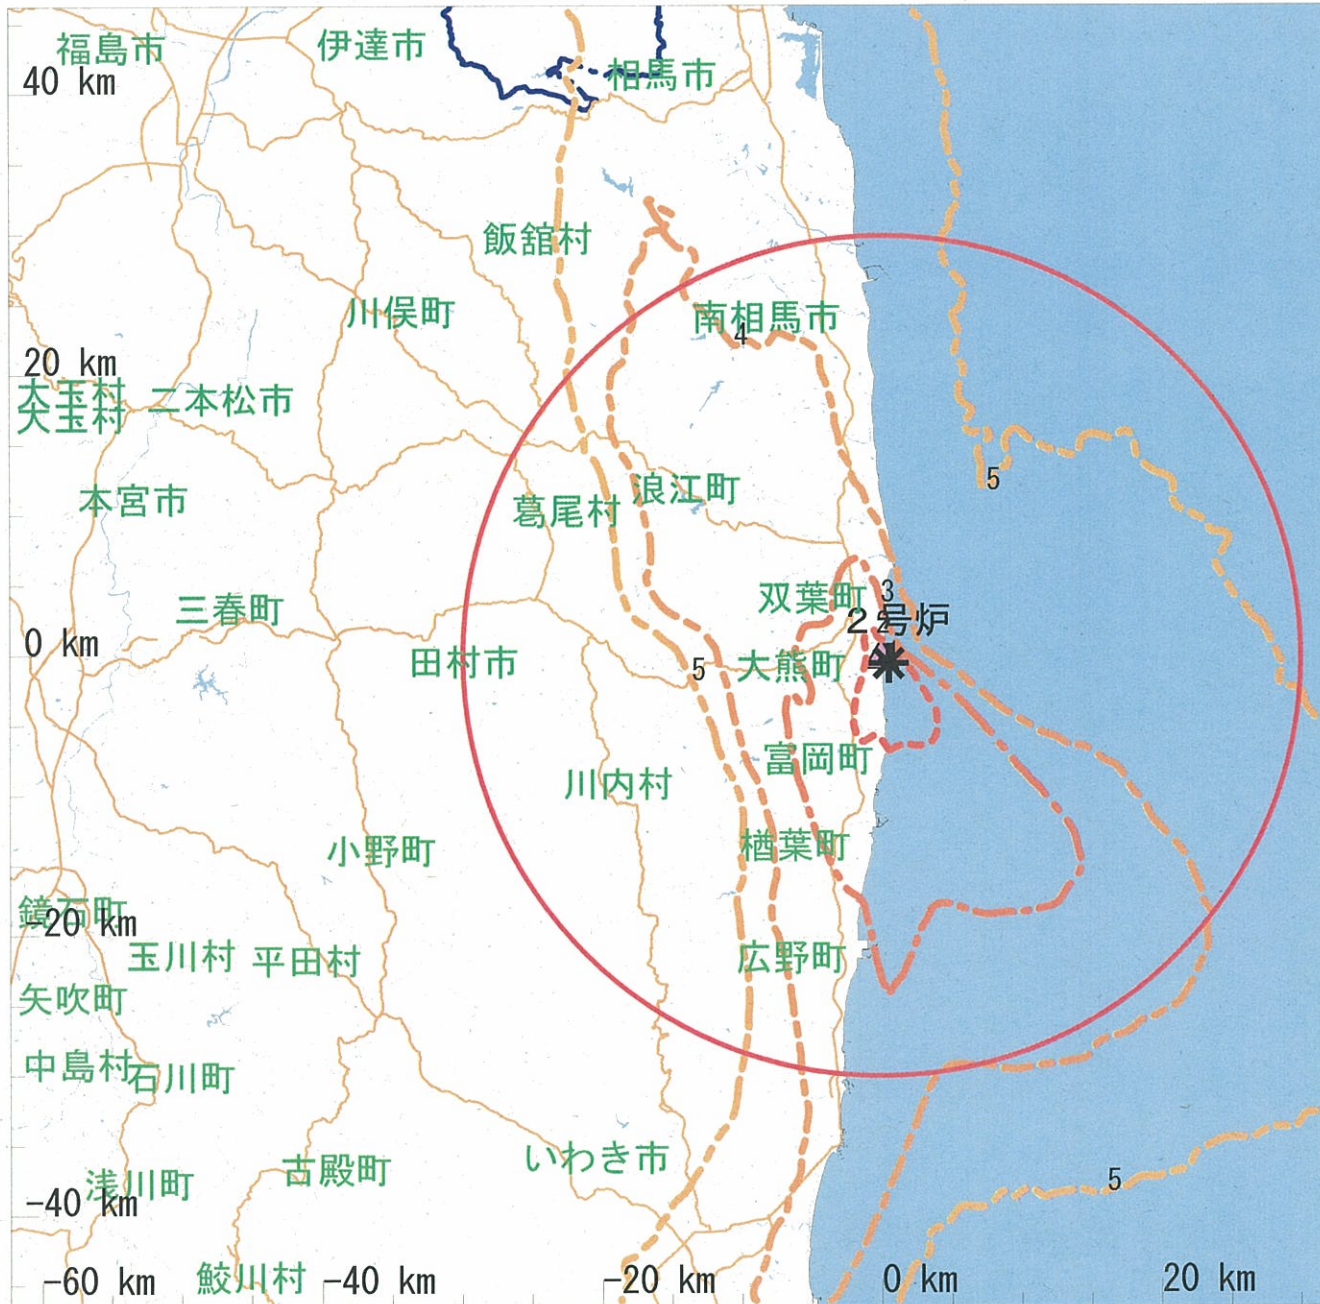 福島市
伊達市
相馬市
40 km
飯舘村
川俣町
南相馬市
4
20 km
大玉村
大玉村
二本松市
本宮市
浪江町
葛尾村
5
三春町
双葉町
3
2
２号炉
0 km
田村市
5
大熊町
富岡町
川内村
小野町
楢葉町
鏡石町
-20 km
玉川村
平田村
広野町
矢吹町
中島村
石川町
いわき市
古殿町
浅川町
5
-40 km
鮫川村
-60 km
-40 km
-20 km
0 km
20 km